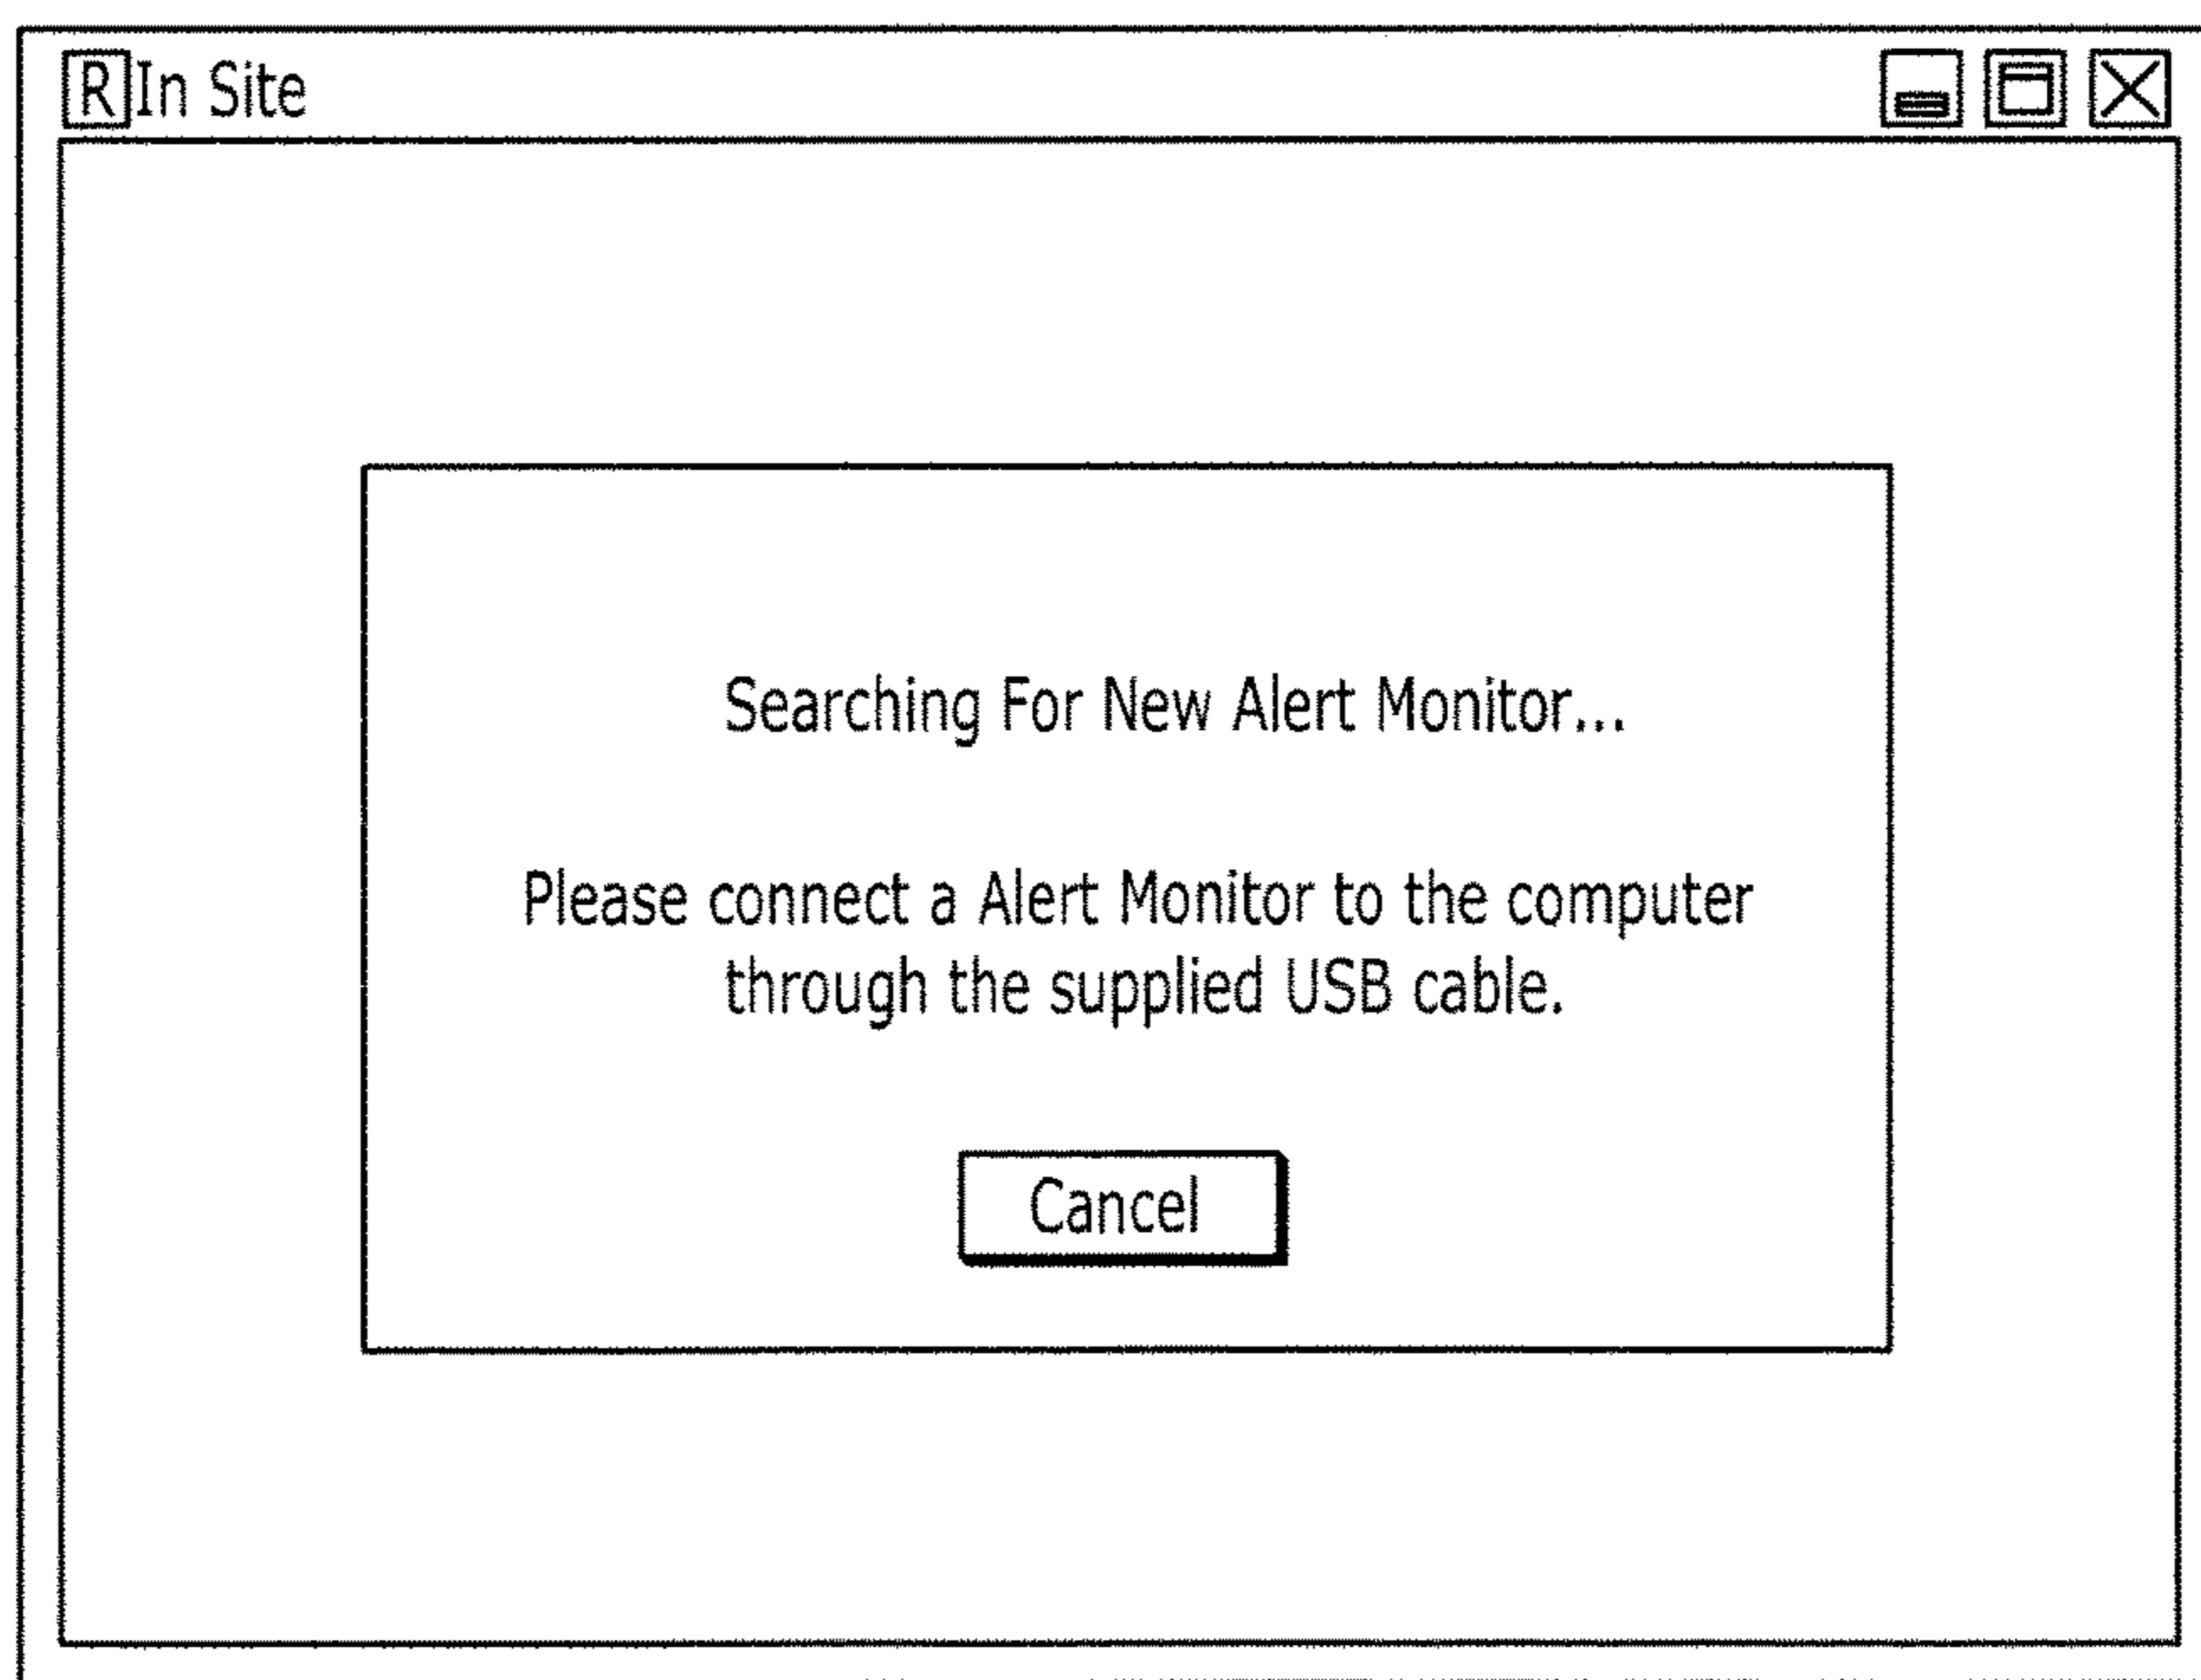 R In Site
Searching For New Alert Monitor...
Please connect a Alert Monitor to the computer
through the supplied USB cable.
Cancel